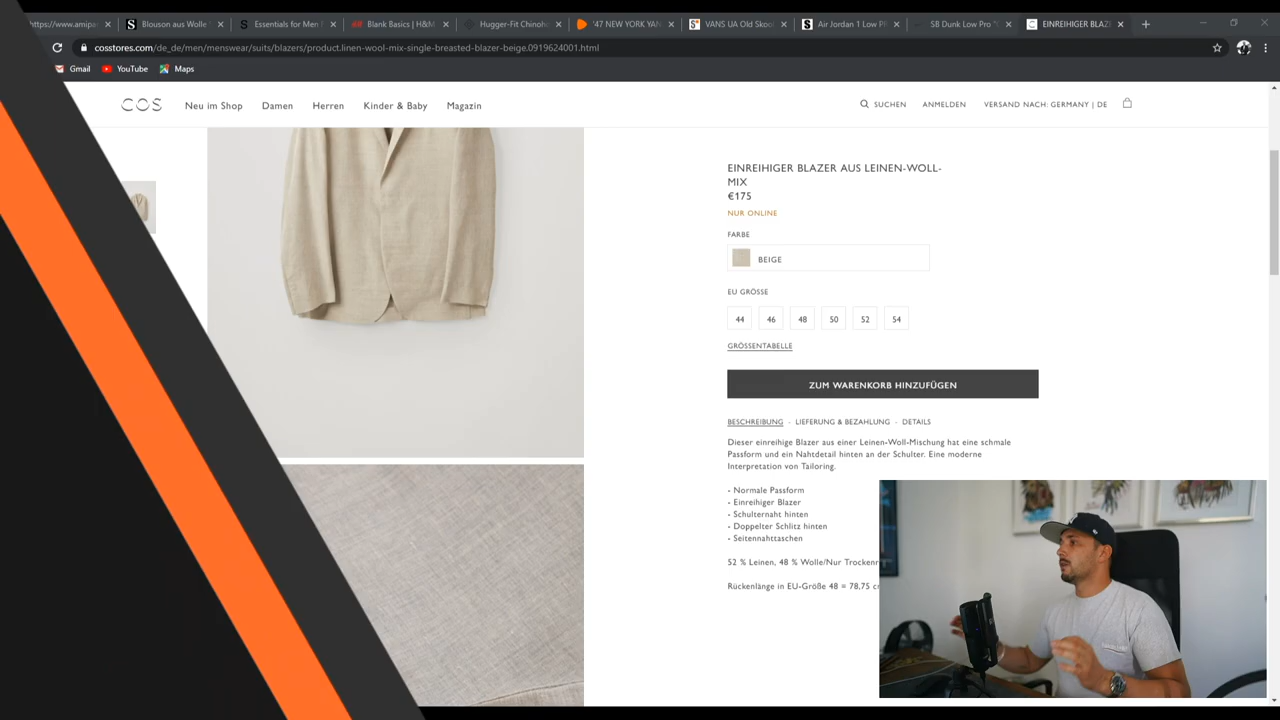 https://www.amipar
Blouson aus Wolle
Essentials for Men
Blank Basics | H&M
Hugger-Fit Chinoh
'47 NEW YORK YAN
VANS UA Old Skoo
Air Jordan 1 Low P
SB Dunk Low Pro "
EINREIHIGER BLAZ
cosstores.com/de_de/men/menswear/suits/blazers/product.linen-wool-mix-single-breasted-blazer-beige.0919624001.html
Gmail YouTube Maps
COS Neu im Shop Damen Herren Kinder & Baby Magazin SUCHEN ANMELDEN VERSAND NACH: GERMANY | DE
EINREIHIGER BLAZER AUS LEINEN-WOLL-
MIX
€175
NUR ONLINE
FARBE
BEIGE
EU GRÖSSE
44 46 48 50 52 54
GRÖSSENTABELLE
ZUM WARENKORB HINZUFÜGEN
BESCHREIBUNG - LIEFERUNG & BEZAHLUNG - DETAILS
Dieser einreihige Blazer aus einer Leinen-Woll-Mischung hat eine schmale
Passform und ein Nahtdetail hinten an der Schulter. Eine moderne
Interpretation von Tailoring.
- Normale Passform
- Einreihiger Blazer
- Schulternaht hinten
- Doppelter Schlitz hinten
- Seitennahttaschen
52 % Leinen, 48 % Wolle/Nur Trockenr
Rückenlänge in EU-Größe 48 = 78,75 c